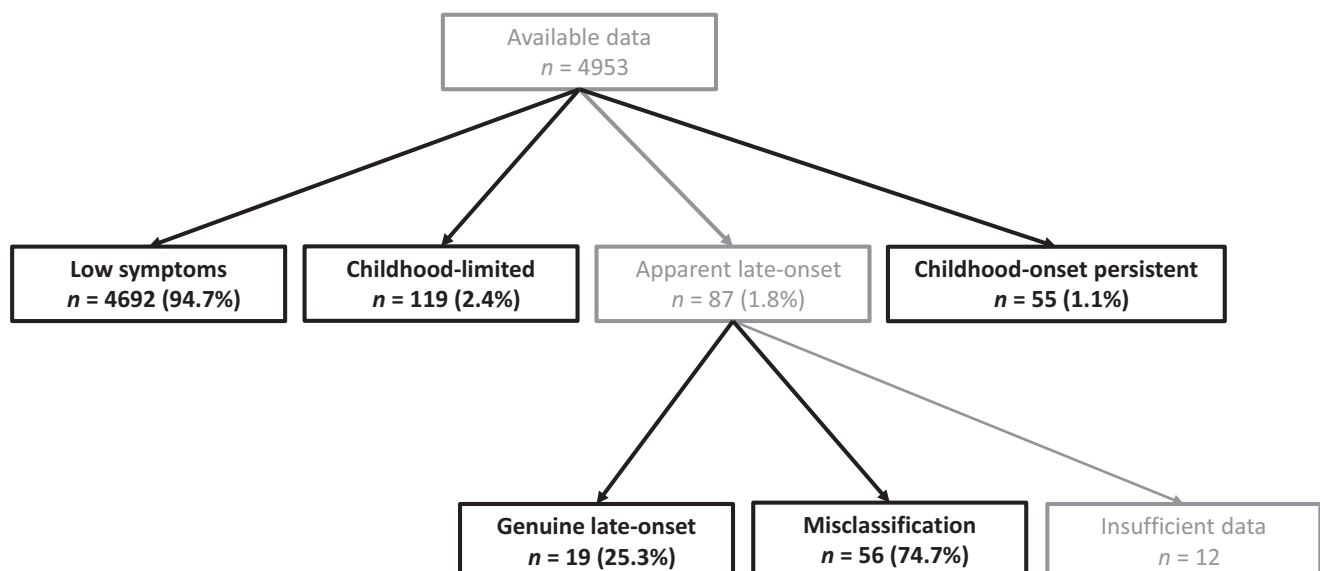 Available data
n = 4953
Low symptoms
n = 4692 (94.7%)
Childhood-limited
n = 119 (2.4%)
Apparent late-onset
n = 87 (1.8%)
Childhood-onset persistent
n = 55 (1.1%)
Genuine late-onset
n = 19 (25.3%)
Misclassification
n = 56 (74.7%)
Insufficient data
n = 12